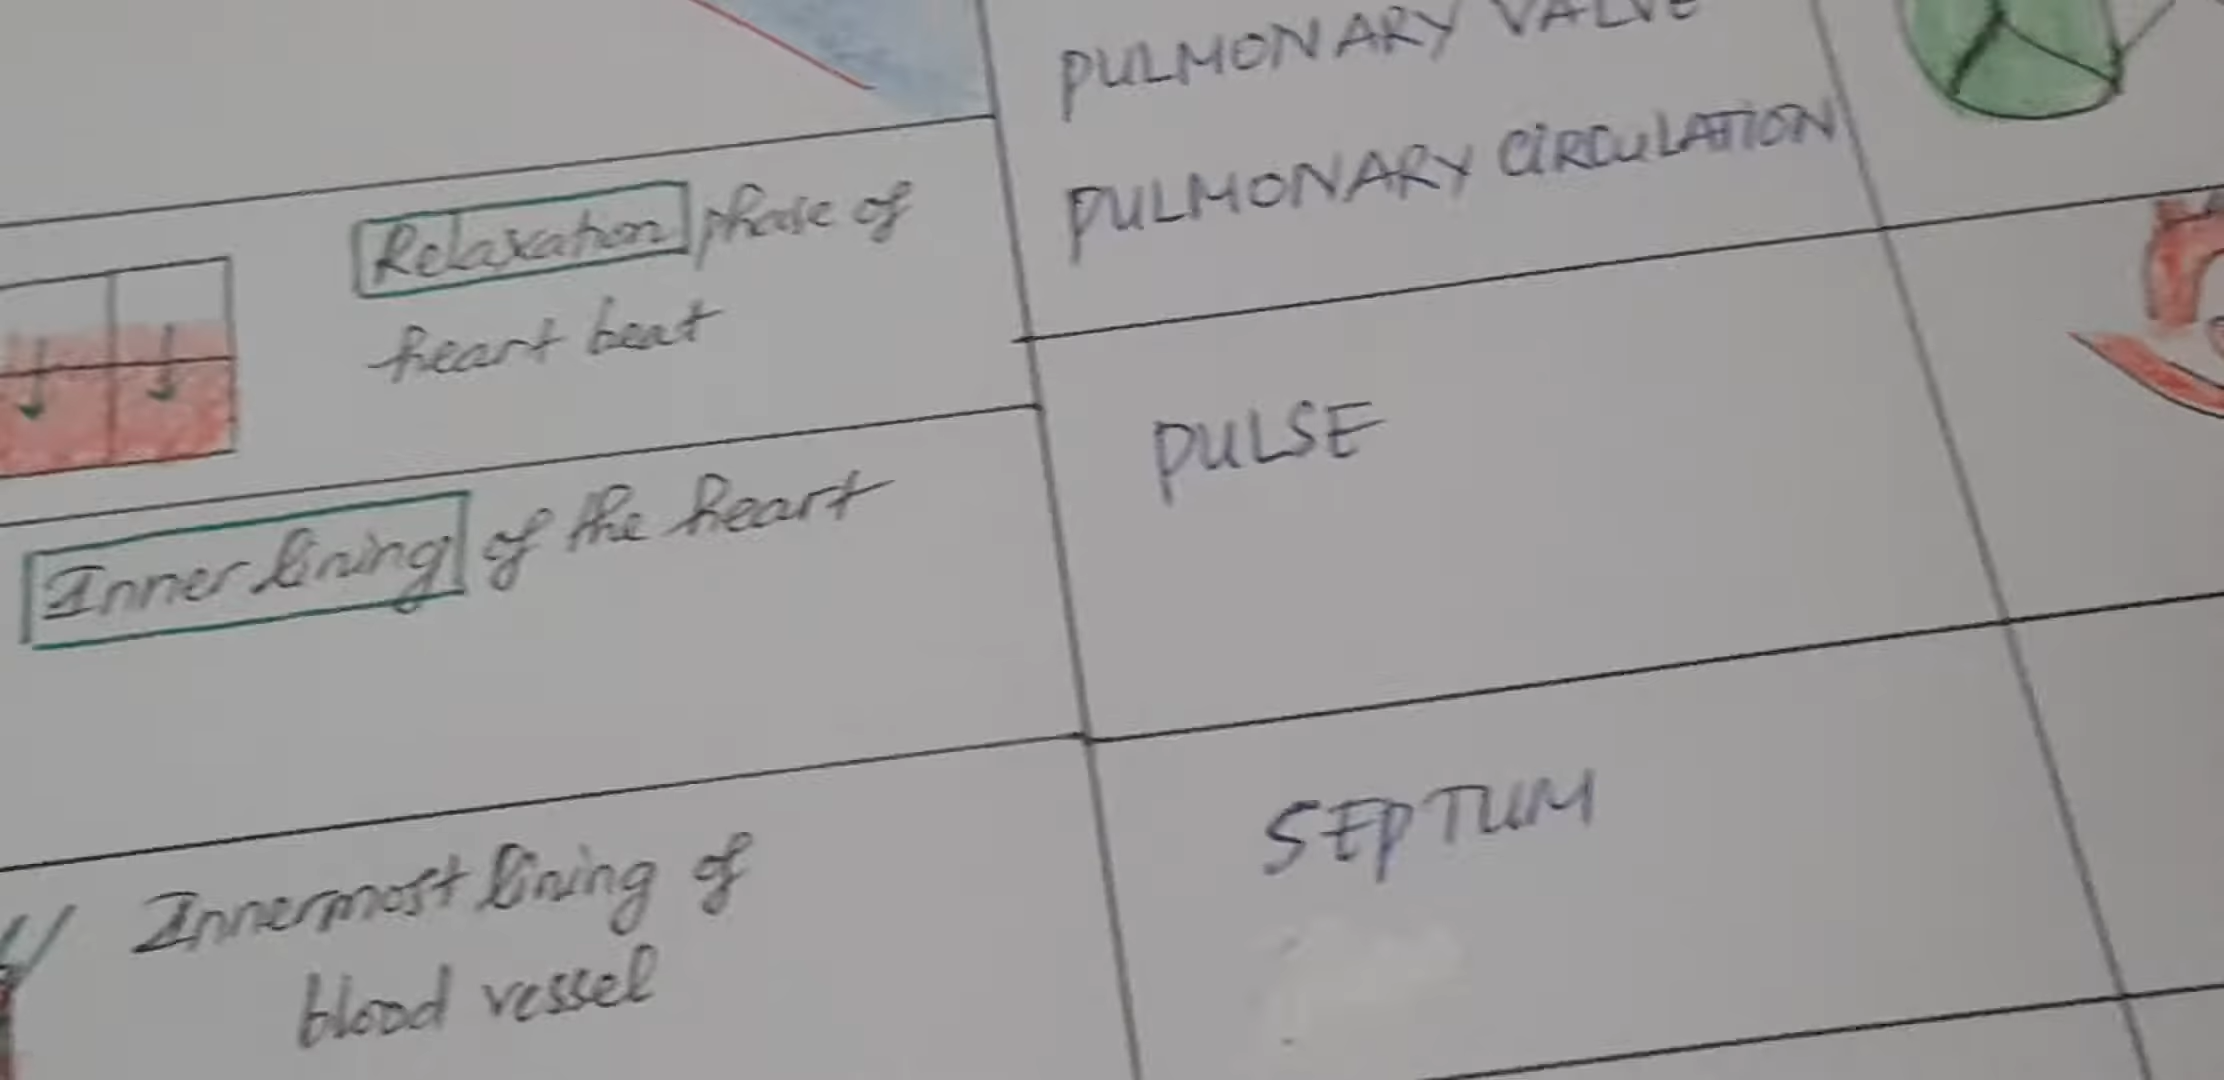 Relaxation phase of
heart beat
Inner lining of the heart
Innermost lining of
blood vessel
PULMONARY VALVE
PULMONARY CIRCULATION
PULSE
SEPTUM